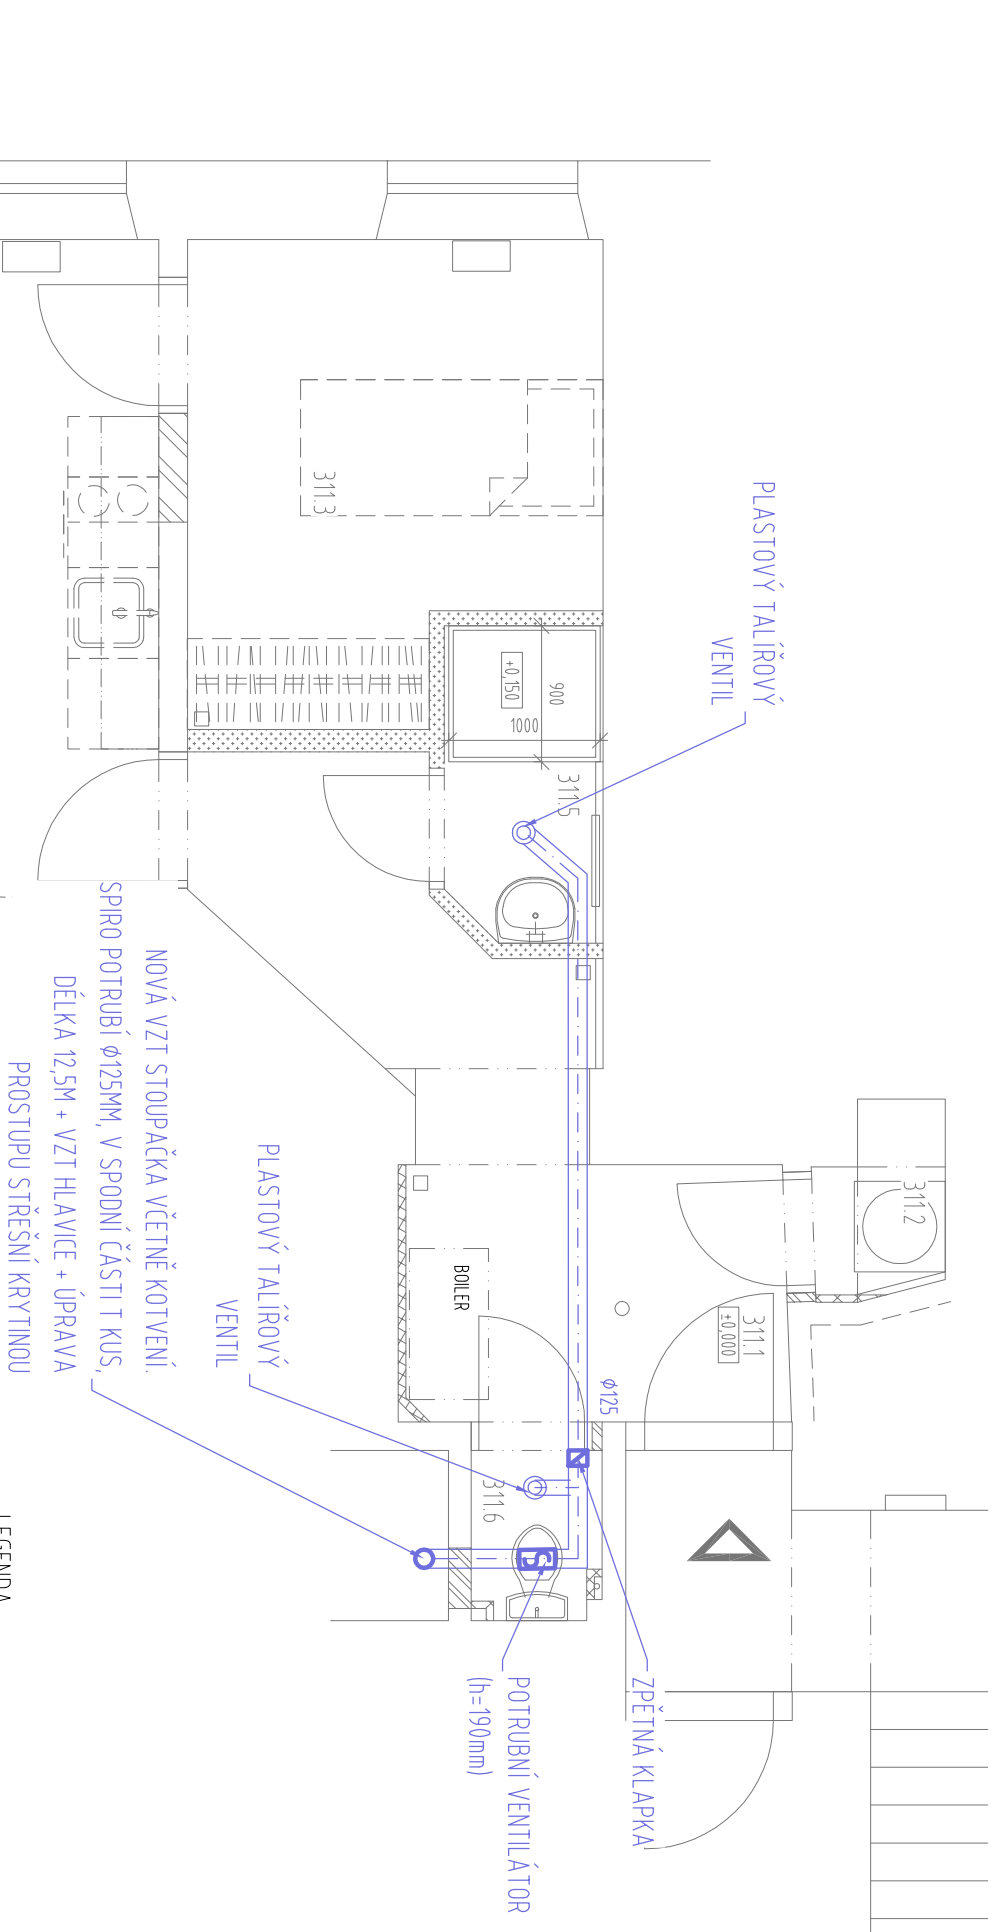 PLASTOVÝ TALÍŘOVÝ
VENTIL
311.2
311.1
±0,000
311.3
900
+0,150
1000
311.5
Ø125
BOILER
311.6
ZPĚTNÁ KLAPKA
POTRUBNÍ VENTILÁTOR
(h=190mm)
PLASTOVÝ TALÍŘOVÝ
VENTIL
NOVÁ VZT STOUPAČKA VČETNĚ KOTVENÍ.
SPIRO POTRUBÍ Ø125MM, V SPODNÍ ČÁSTI T KUS,
DÉLKA 12,5M + VZT HLAVICE + ÚPRAVA
PROSTUPU STŘEŠNÍ KRYTINOU
LEGENDA